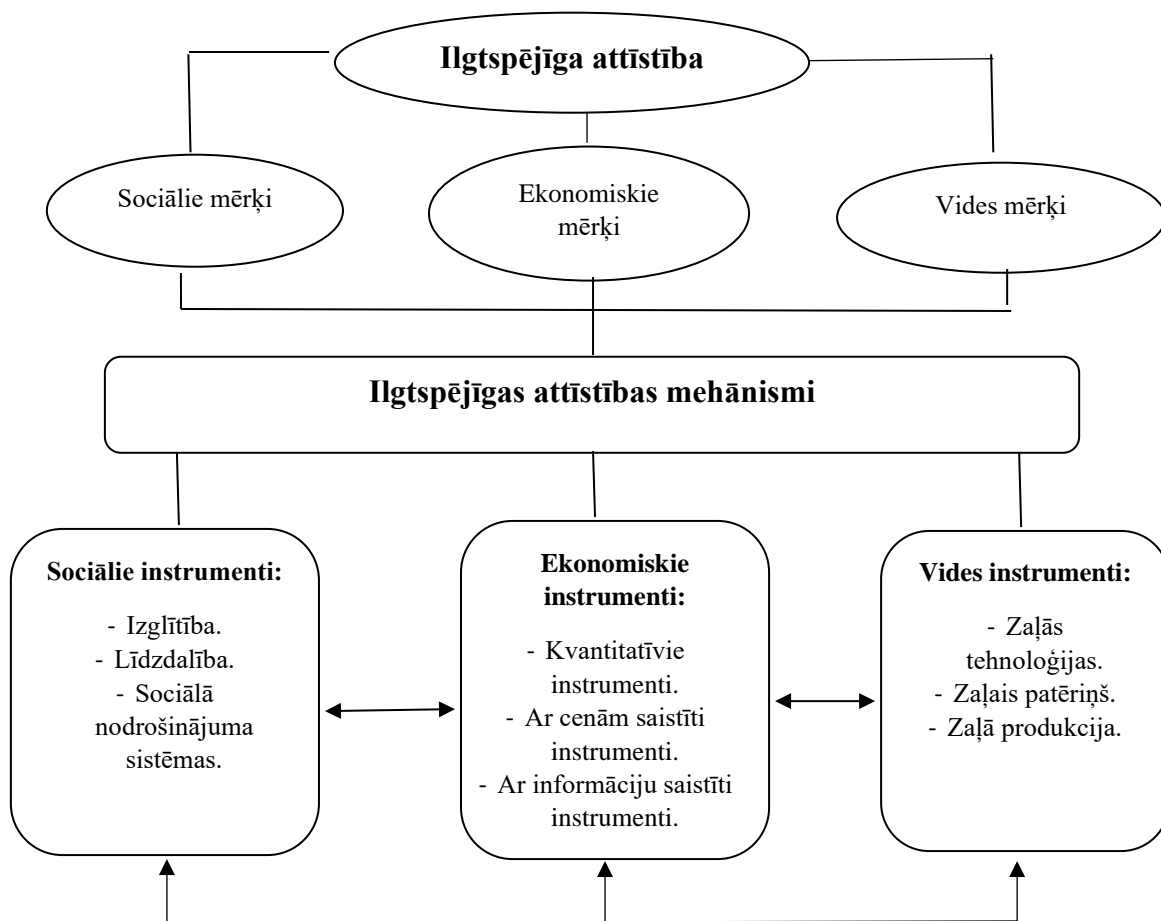 Ilgtspējīga attīstība
Sociālie mērķi
Ekonomiskie
mērķi
Vides mērķi
Ilgtspējīgas attīstības mehānismi
Sociālie instrumenti:
- Izglītība.
- Līdzdalība.
- Sociālā
nodrošinājuma
sistēmas.
Ekonomiskie
instrumenti:
- Kvantitatīvie
instrumenti.
- Ar cenām saistīti
instrumenti.
- Ar informāciju saistīti
instrumenti.
Vides instrumenti:
- Zaļās
tehnoloģijas.
- Zaļais patēriņš.
- Zaļā produkcija.